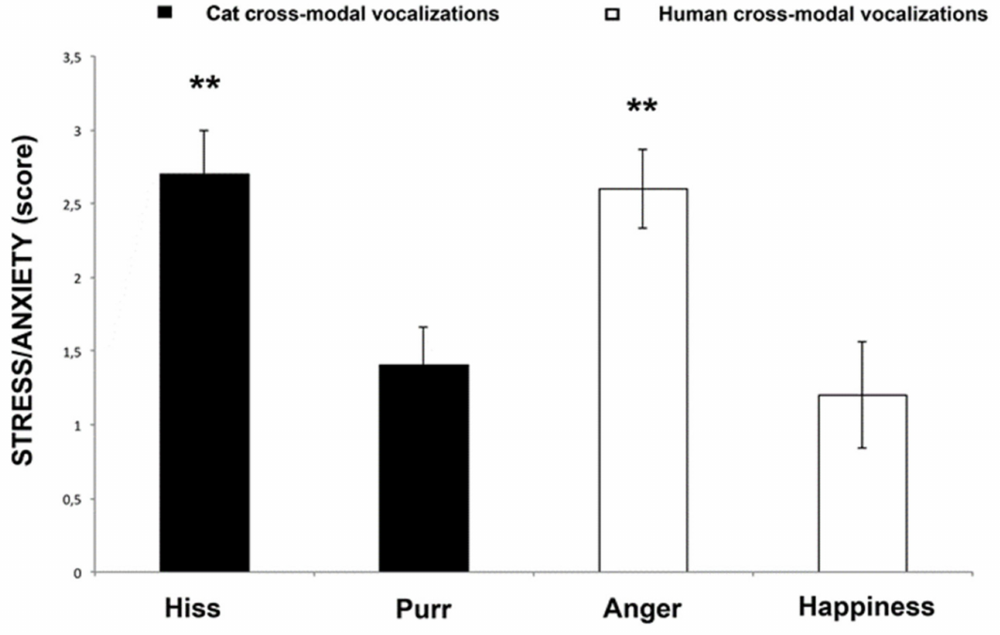 Cat cross-modal vocalizations
Human cross-modal vocalizations
3,5
**
3
**
2,5
2
1,5
1
0,5
0
STRESS/ANXIETY (score)
Hiss
Purr
Anger
Happiness